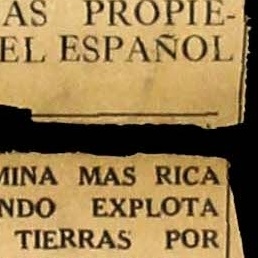 AS PROPIE-
EL ESPAÑOL
MINA MAS RICA
NDO EXPLOTA
TIERRAS POR